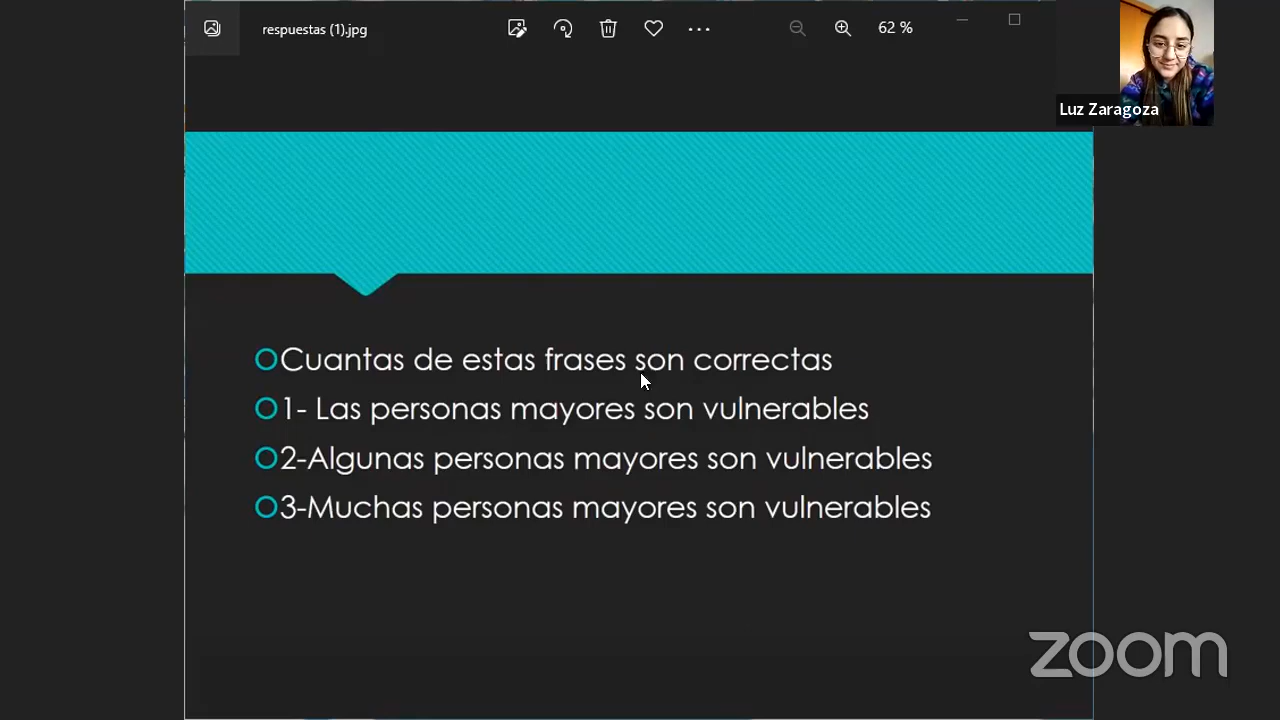 respuestas (1).jpg
62 %
Luz Zaragoza
Cuantas de estas frases son correctas
1- Las personas mayores son vulnerables
2-Algunas personas mayores son vulnerables
3-Muchas personas mayores son vulnerables
zoom